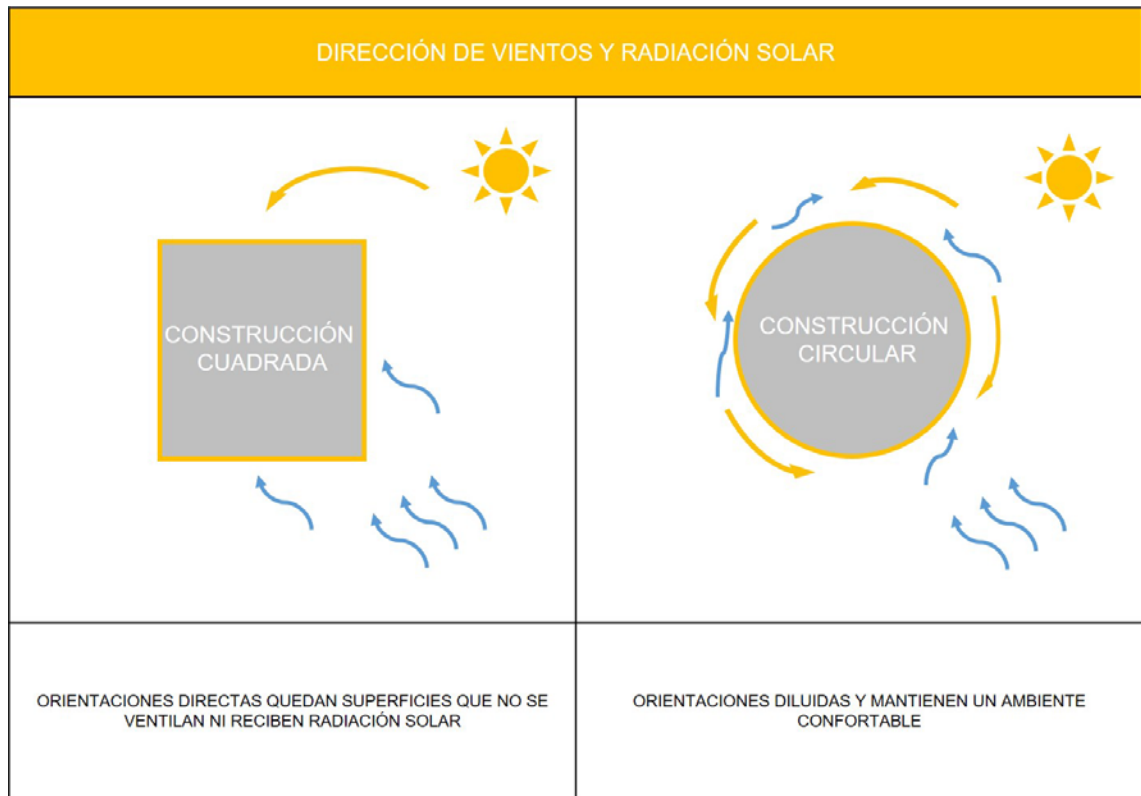 DIRECCIÓN DE VIENTOS Y RADIACIÓN SOLAR
CONSTRUCCIÓN
CUADRADA
CONSTRUCCIÓN
CIRCULAR
ORIENTACIONES DIRECTAS QUEDAN SUPERFICIES QUE NO SE
VENTILAN NI RECIBEN RADIACIÓN SOLAR
ORIENTACIONES DILUIDAS Y MANTIENEN UN AMBIENTE
CONFORTABLE